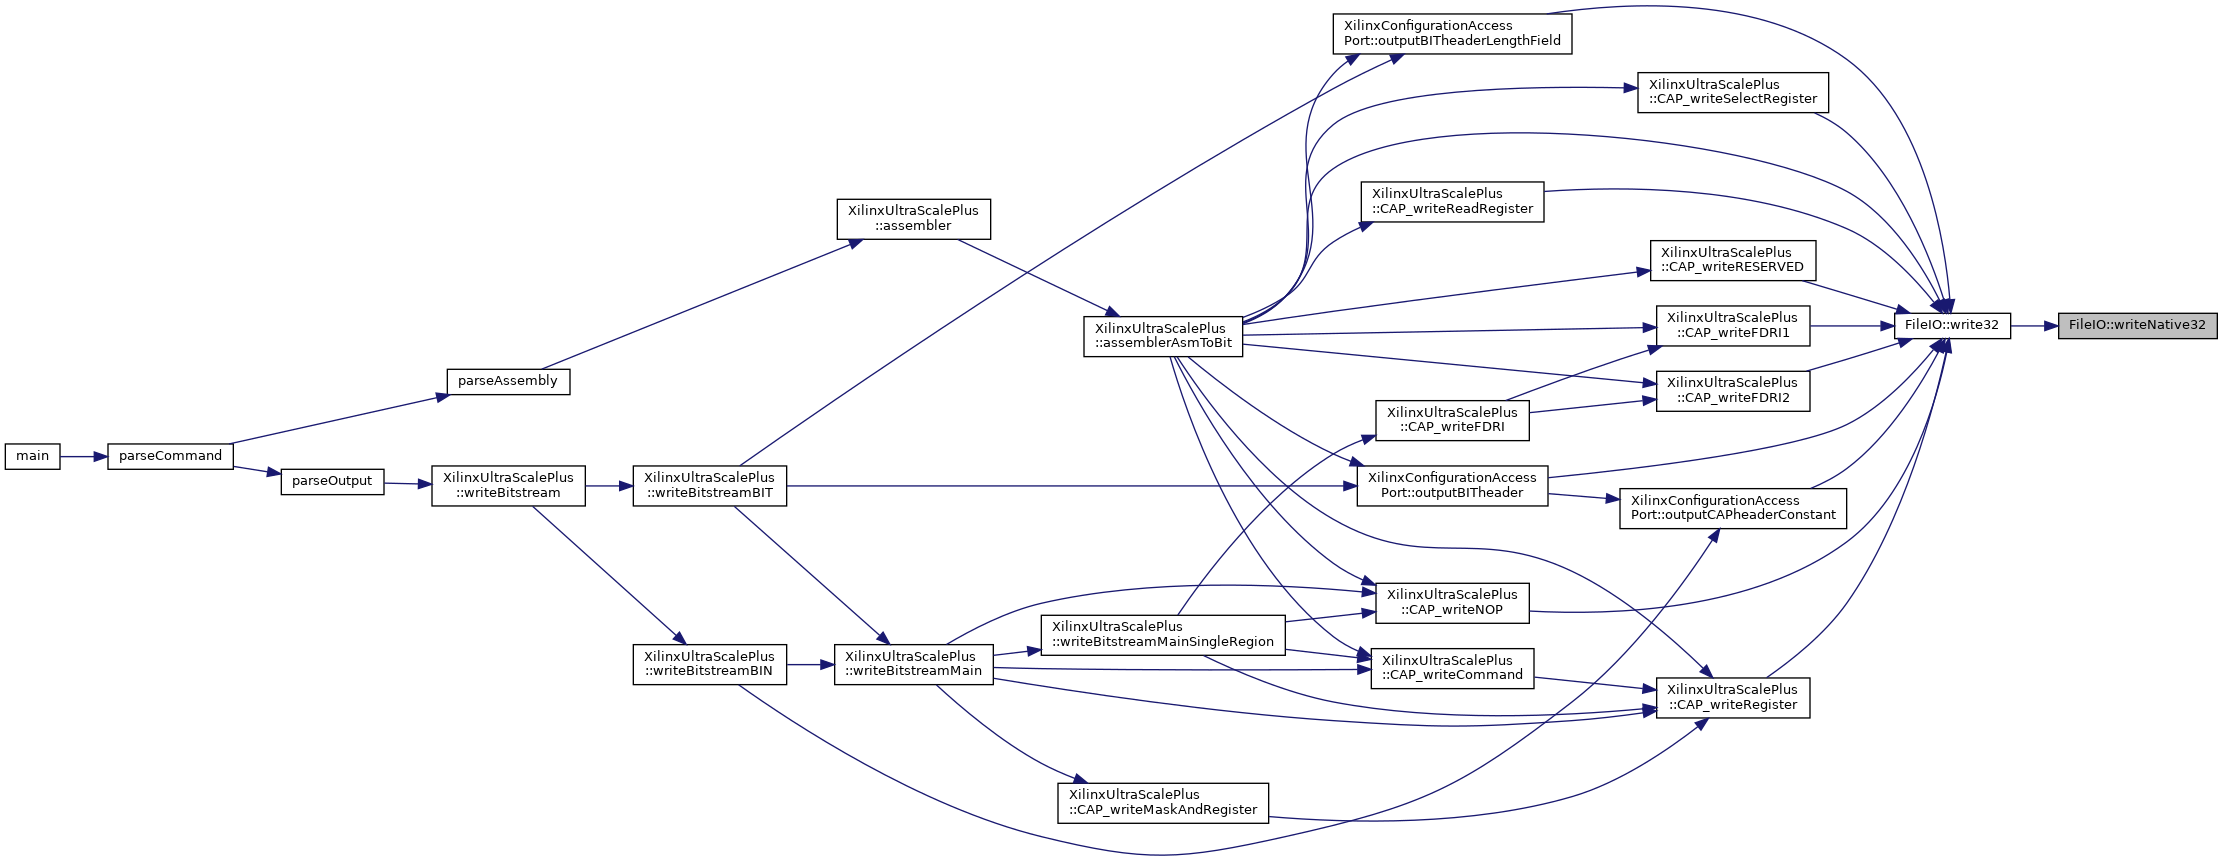 main
parseCommand
parseAssembly
parseOutput
XilinxUltraScalePlus
::writeBitstream
XilinxUltraScalePlus
::writeBitstreamBIT
XilinxUltraScalePlus
::writeBitstreamBIN
XilinxUltraScalePlus
::assembler
XilinxUltraScalePlus
::writeBitstreamMain
XilinxUltraScalePlus
::assemblerAsmToBit
XilinxUltraScalePlus
::writeBitstreamMainSingleRegion
XilinxUltraScalePlus
::CAP_writeMaskAndRegister
XilinxConfigurationAccess
Port::outputBITheaderLengthField
XilinxUltraScalePlus
::CAP_writeReadRegister
XilinxUltraScalePlus
::CAP_writeFDRI
XilinxConfigurationAccess
Port::outputBITheader
XilinxUltraScalePlus
::CAP_writeNOP
XilinxUltraScalePlus
::CAP_writeCommand
XilinxUltraScalePlus
::CAP_writeSelectRegister
XilinxUltraScalePlus
::CAP_writeRESERVED
XilinxUltraScalePlus
::CAP_writeFDRI1
XilinxUltraScalePlus
::CAP_writeFDRI2
XilinxConfigurationAccess
Port::outputCAPheaderConstant
XilinxUltraScalePlus
::CAP_writeRegister
FileIO::write32
FileIO::writeNative32